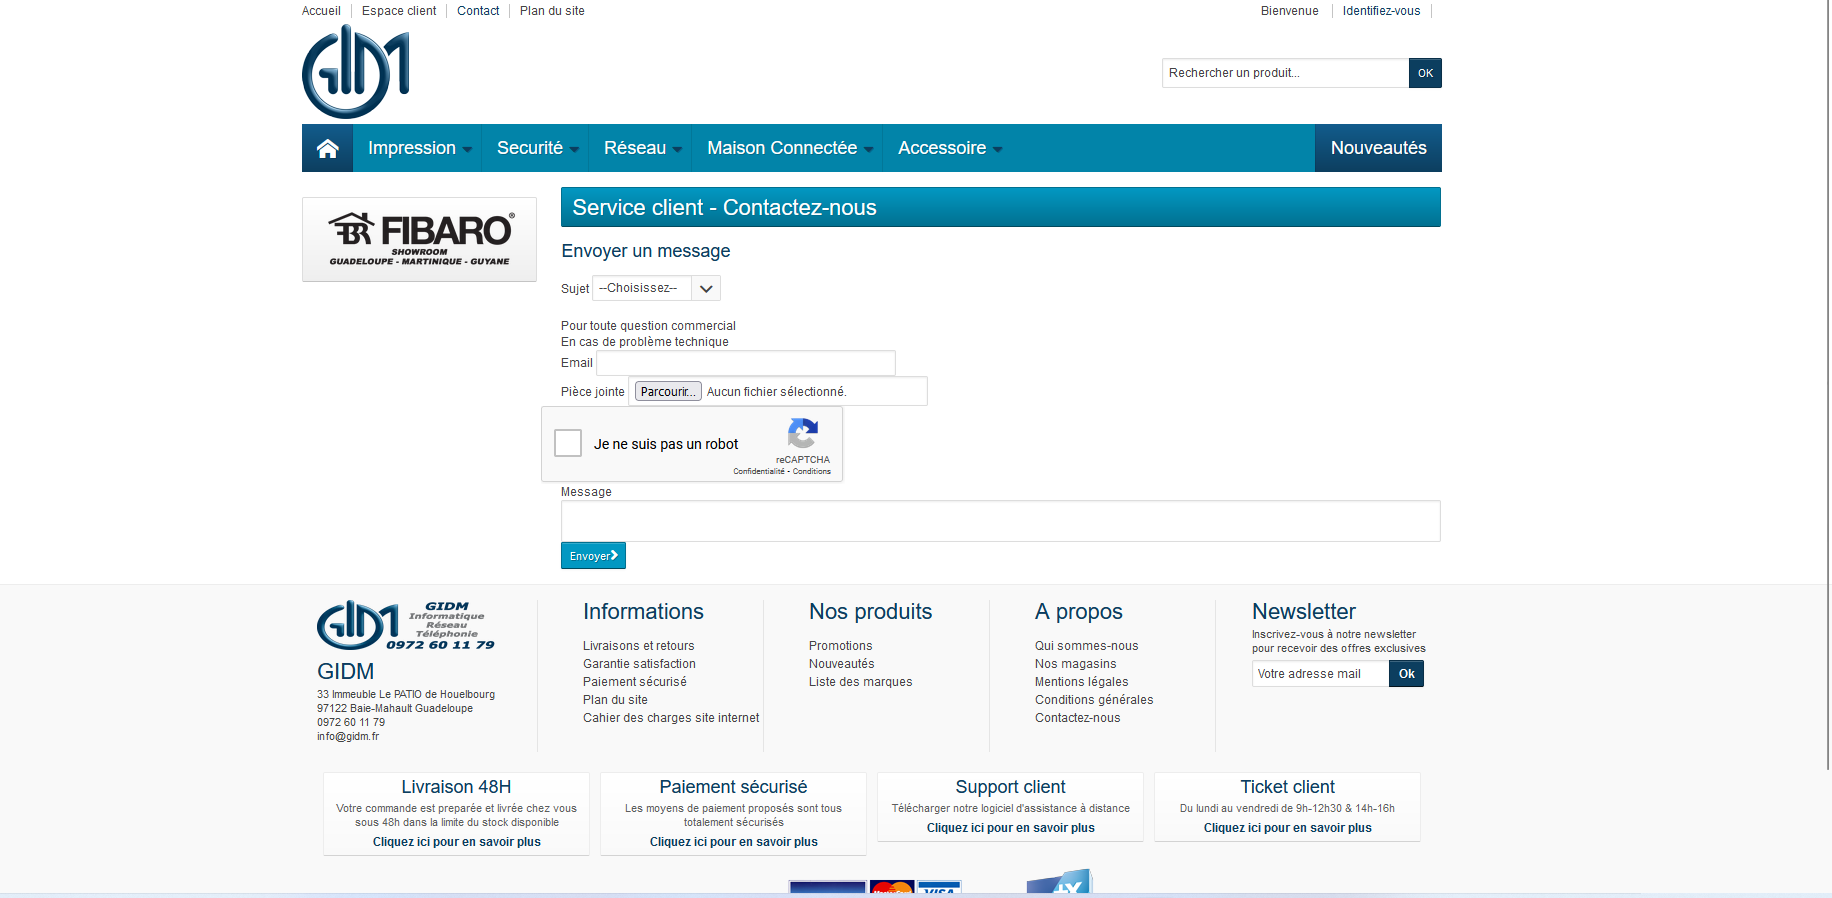 Accueil
Espace client
Contact
Plan du site
Bienvenue
Identifiez-vous
GIDM
Rechercher un produit...
OK
Impression
Securité
Réseau
Maison Connectée
Accessoire
Nouveautés
FIBARO®
SHOWROOM
GUADELOUPE - MARTINIQUE - GUYANE
Service client - Contactez-nous
Envoyer un message
Sujet --Choisissez--
Pour toute question commercial
En cas de problème technique
Email
Pièce jointe Parcourir... Aucun fichier sélectionné.
Je ne suis pas un robot
reCAPTCHA
Confidentialité - Conditions
Message
Envoyer
GIDM
GIDM
Informatique
Réseau
Téléphonie
0972 60 11 79
GIDM
33 Immeuble Le PATIO de Houelbourg
97122 Baie-Mahault Guadeloupe
0972 60 11 79
info@gidm.fr
Informations
Livraisons et retours
Garantie satisfaction
Paiement sécurisé
Plan du site
Cahier des charges site internet
Nos produits
Promotions
Nouveautés
Liste des marques
A propos
Qui sommes-nous
Nos magasins
Mentions légales
Conditions générales
Contactez-nous
Newsletter
Inscrivez-vous à notre newsletter
pour recevoir des offres exclusives
Votre adresse mail
Ok
Livraison 48H
Votre commande est preparée et livrée chez vous
sous 48h dans la limite du stock disponible
Cliquez ici pour en savoir plus
Paiement sécurisé
Les moyens de paiement proposés sont tous
totalement sécurisés
Cliquez ici pour en savoir plus
Support client
Télécharger notre logiciel d'assistance à distance
Cliquez ici pour en savoir plus
Ticket client
Du lundi au vendredi de 9h-12h30 & 14h-16h
Cliquez ici pour en savoir plus
MasterCard
VISA